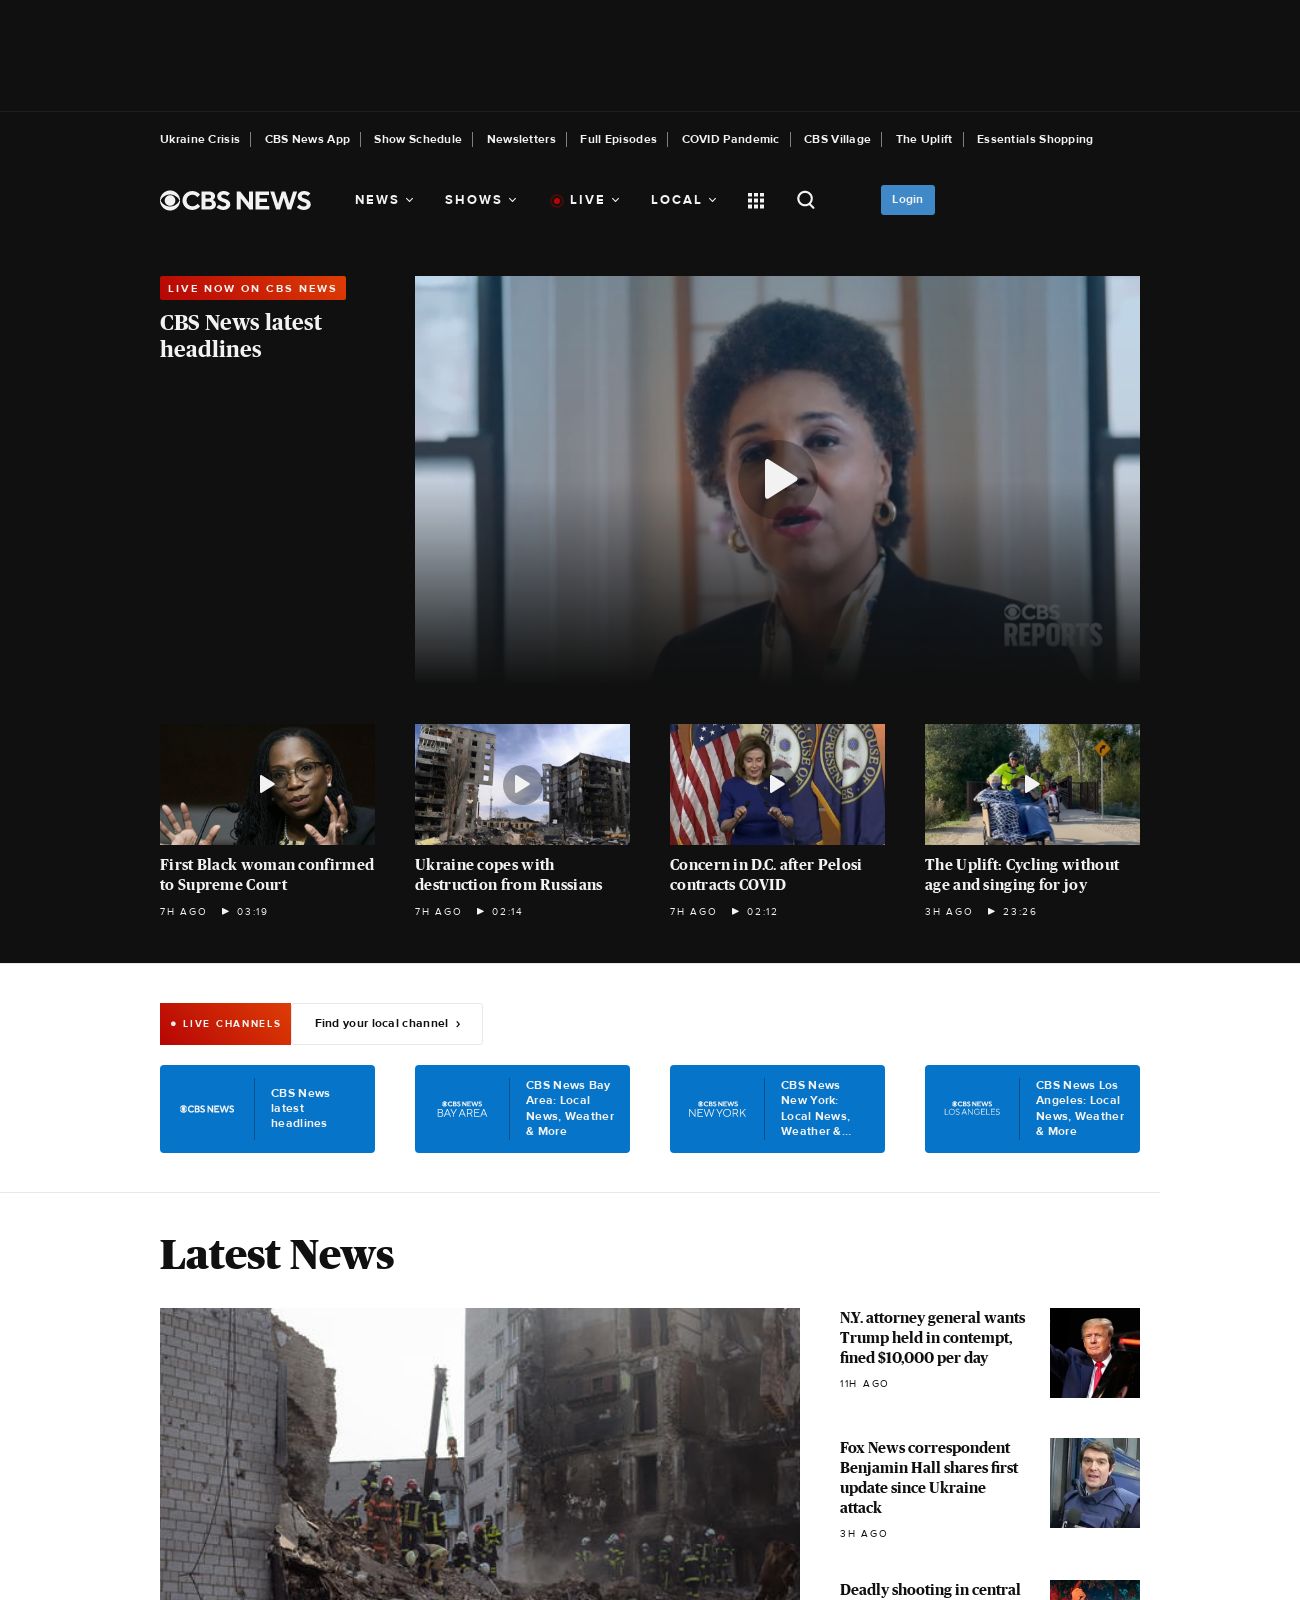 Ukraine Crisis
CBS News App
Show Schedule
Newsletters
Full Episodes
COVID Pandemic
CBS Village
The Uplift
Essentials Shopping
CBS NEWS
NEWS
SHOWS
LIVE
LOCAL
Login
LIVE NOW ON CBS NEWS
CBS News latest
headlines
CBS
REPORTS
First Black woman confirmed
to Supreme Court
7H AGO
03:19
Ukraine copes with
destruction from Russians
7H AGO
02:14
Concern in D.C. after Pelosi
contracts COVID
7H AGO
02:12
The Uplift: Cycling without
age and singing for joy
3H AGO
23:26
LIVE CHANNELS
Find your local channel ›
CBS NEWS
CBS News
latest
headlines
CBS NEWS
BAY AREA
CBS News Bay
Area: Local
News, Weather
& More
CBS NEWS
NEW YORK
CBS News
New York:
Local News,
Weather &...
CBS NEWS
LOS ANGELES
CBS News Los
Angeles: Local
News, Weather
& More
Latest News
N.Y. attorney general wants
Trump held in contempt,
fined $10,000 per day
11H AGO
Fox News correspondent
Benjamin Hall shares first
update since Ukraine
attack
3H AGO
Deadly shooting in central